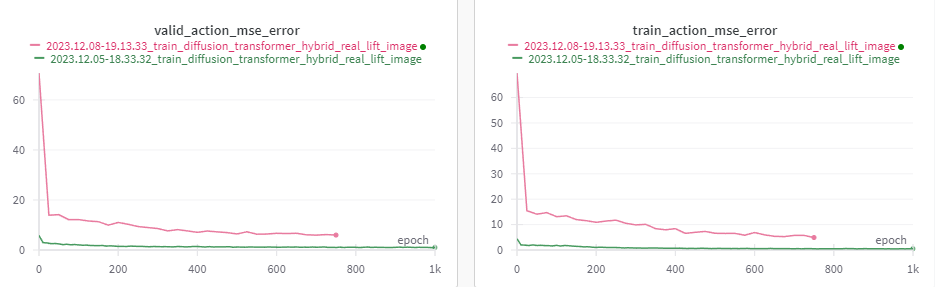 valid_action_mse_error
2023.12.08-19.13.33_train_diffusion_transformer_hybrid_real_lift_image
2023.12.05-18.33.32_train_diffusion_transformer_hybrid_real_lift_image
60
40
20
0
epoch
0 200 400 600 800 1k
train_action_mse_error
2023.12.08-19.13.33_train_diffusion_transformer_hybrid_real_lift_image
2023.12.05-18.33.32_train_diffusion_transformer_hybrid_real_lift_image
60
50
40
30
20
10
0
epoch
0 200 400 600 800 1k